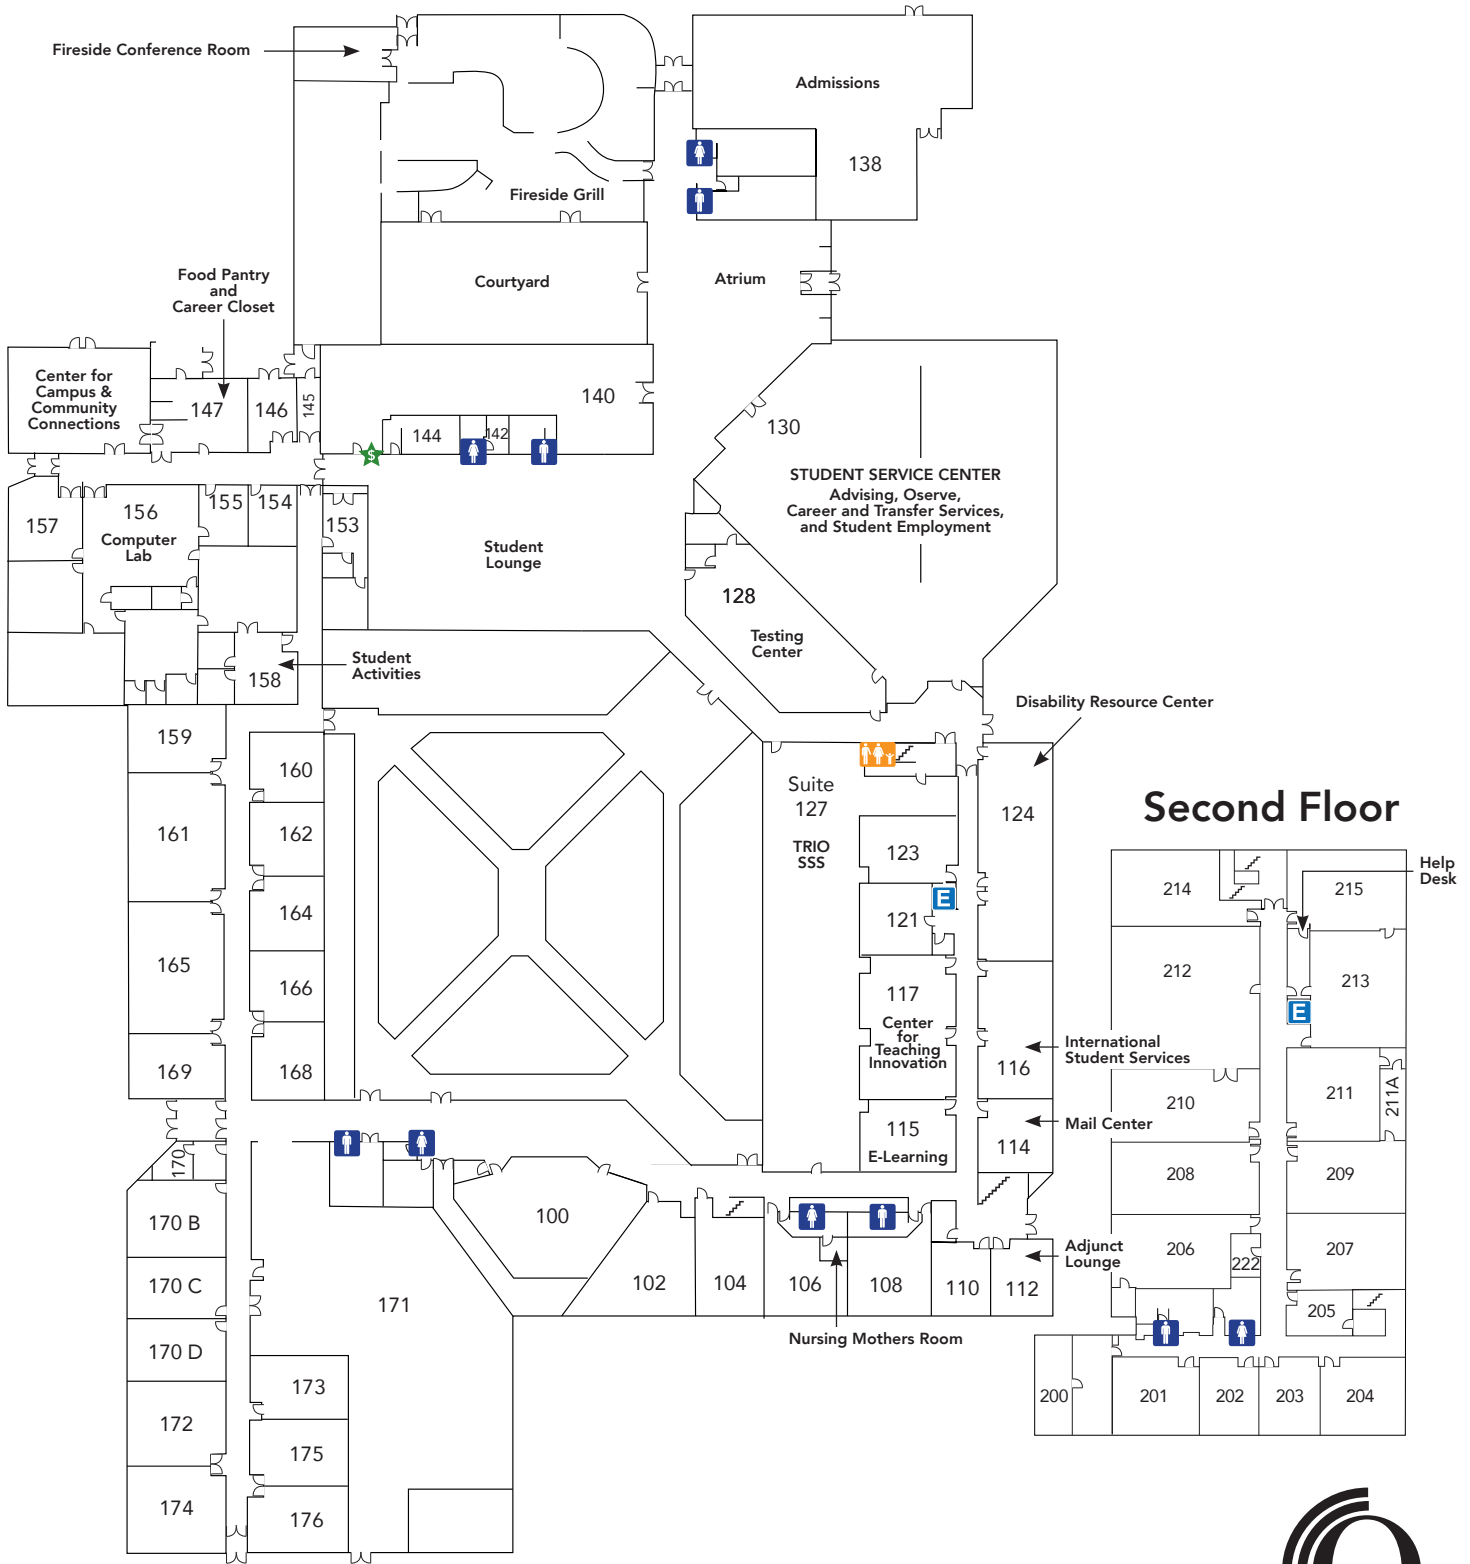 Fireside Conference Room
Admissions
138
Fireside Grill
Courtyard
Atrium
Food Pantry
and
Career Closet
Center for
Campus &
Community
Connections
147
146
145
140
144
142
$
130
STUDENT SERVICE CENTER
Advising, Oserve,
Career and Transfer Services,
and Student Employment
157
156
Computer
Lab
155
154
153
Student
Lounge
128
Testing
Center
158
Student
Activities
Disability Resource Center
159
160
161
162
164
165
166
168
169
Suite
127
TRIO
SSS
123
124
121
E
117
Center
for
Teaching
Innovation
116
International
Student Services
115
E-Learning
114
Mail Center
170
170 B
170 C
170 D
171
172
173
174
175
176
100
102
104
106
108
110
112
Adjunct
Lounge
Nursing Mothers Room
Second Floor
Help
Desk
214
215
212
213
E
211
211A
210
208
209
206
207
222
205
200
201
202
203
204